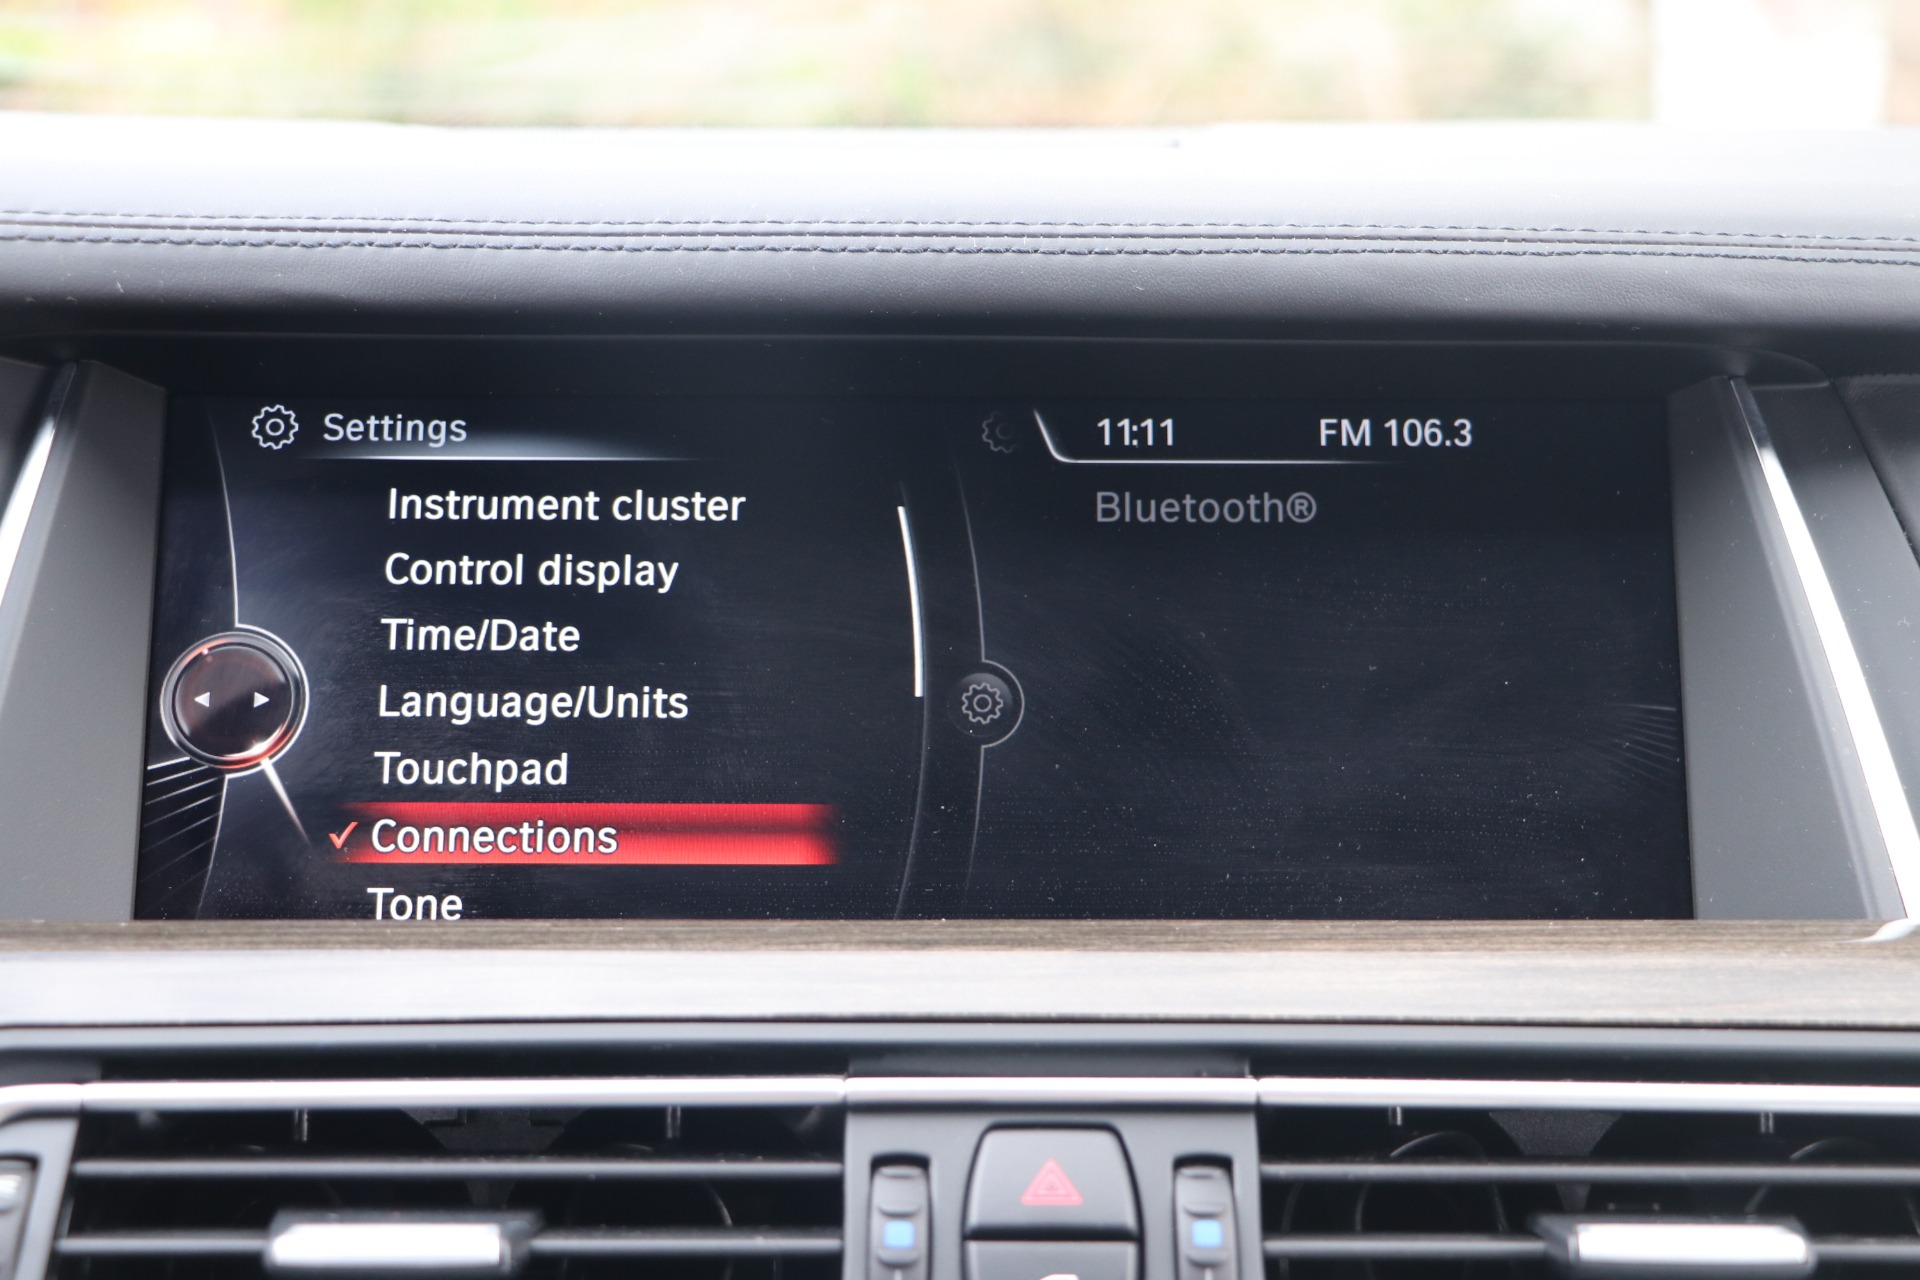 Settings
11:11 FM 106.3
Instrument cluster
Control display
Time/Date
Language/Units
Touchpad
✓ Connections
Tone
Bluetooth®